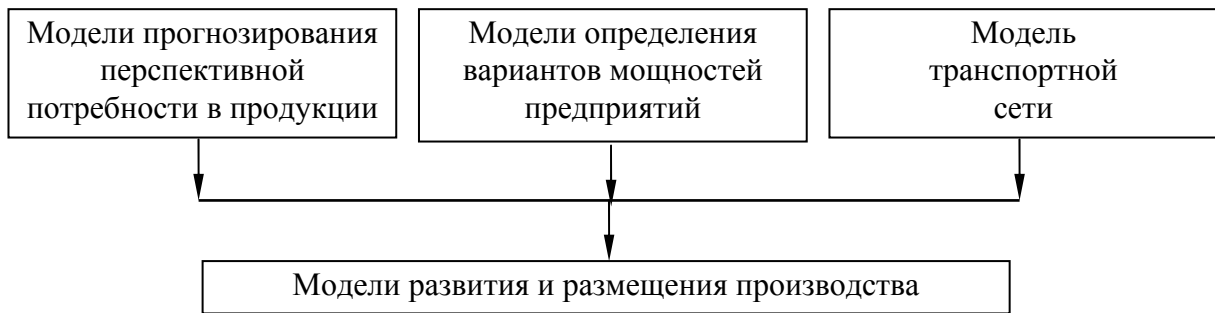 Модели прогнозирования
перспективной
потребности в продукции
Модели определения
вариантов мощностей
предприятий
Модель
транспортной
сети
Модели развития и размещения производства